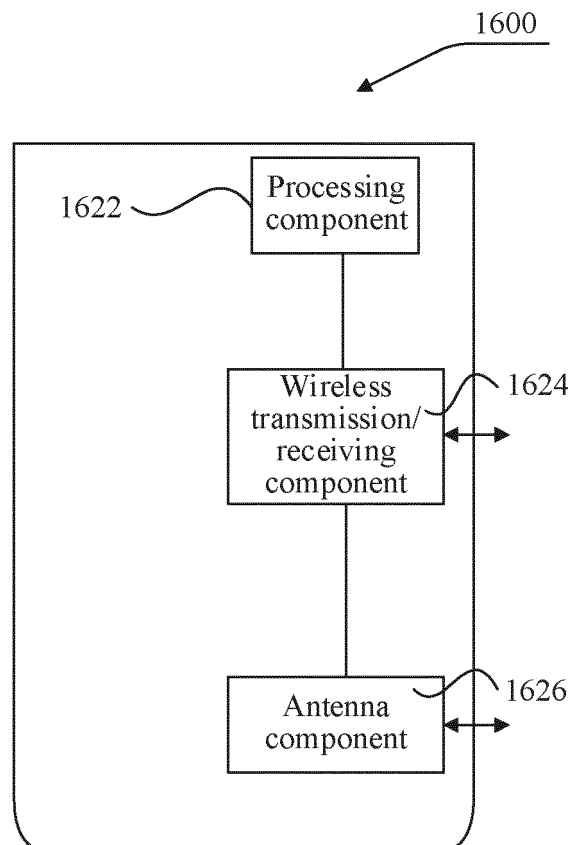 1600
Processing
component
1622
Wireless
transmission/
receiving
component
1624
Antenna
component
1626